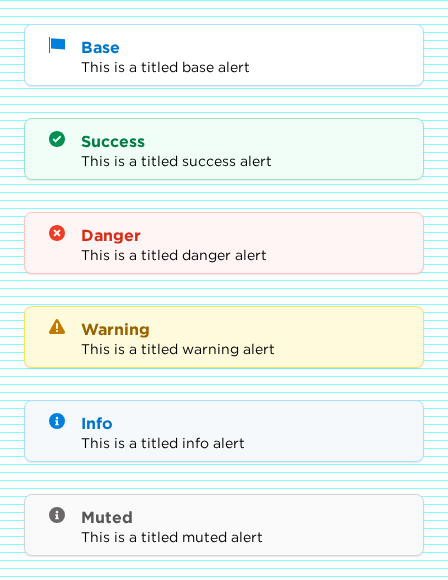 Base
This is a titled base alert
Success
This is a titled success alert
Danger
This is a titled danger alert
Warning
This is a titled warning alert
Info
This is a titled info alert
Muted
This is a titled muted alert